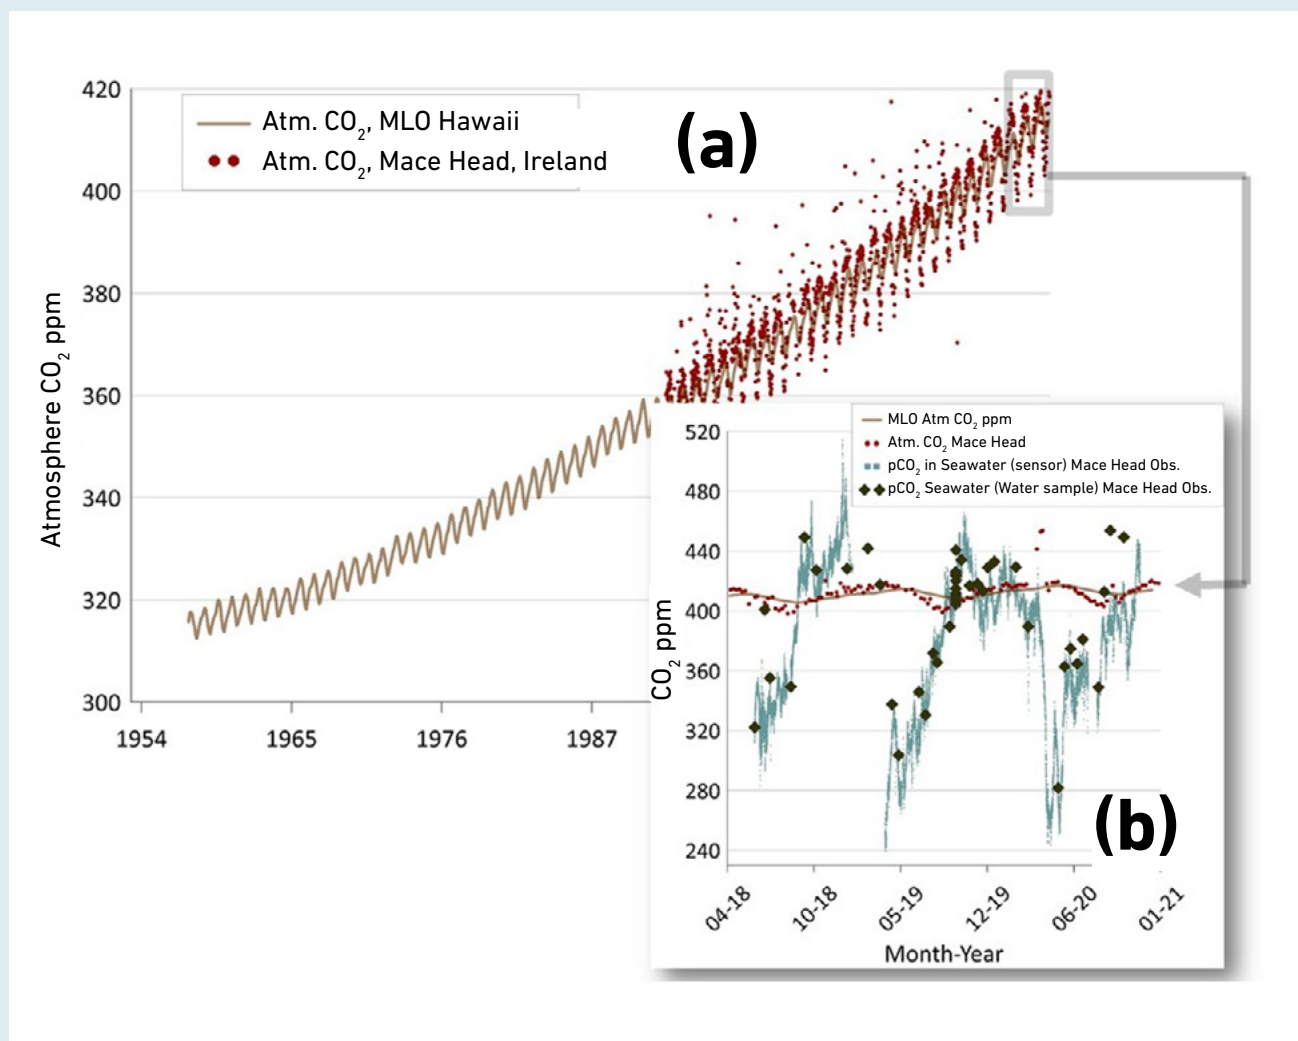 420
400
380
360
340
320
300
Atmosphere CO₂ ppm
Atm. CO₂, MLO Hawaii
Atm. CO₂, Mace Head, Ireland
(a)
1954
1965
1976
1987
MLO Atm CO₂ ppm
Atm. CO₂ Mace Head
pCO₂ in Seawater (sensor) Mace Head Obs.
pCO₂ Seawater (Water sample) Mace Head Obs.
520
480
440
400
360
320
280
240
CO₂ ppm
(b)
04-18
10-18
05-19
12-19
06-20
01-21
Month-Year